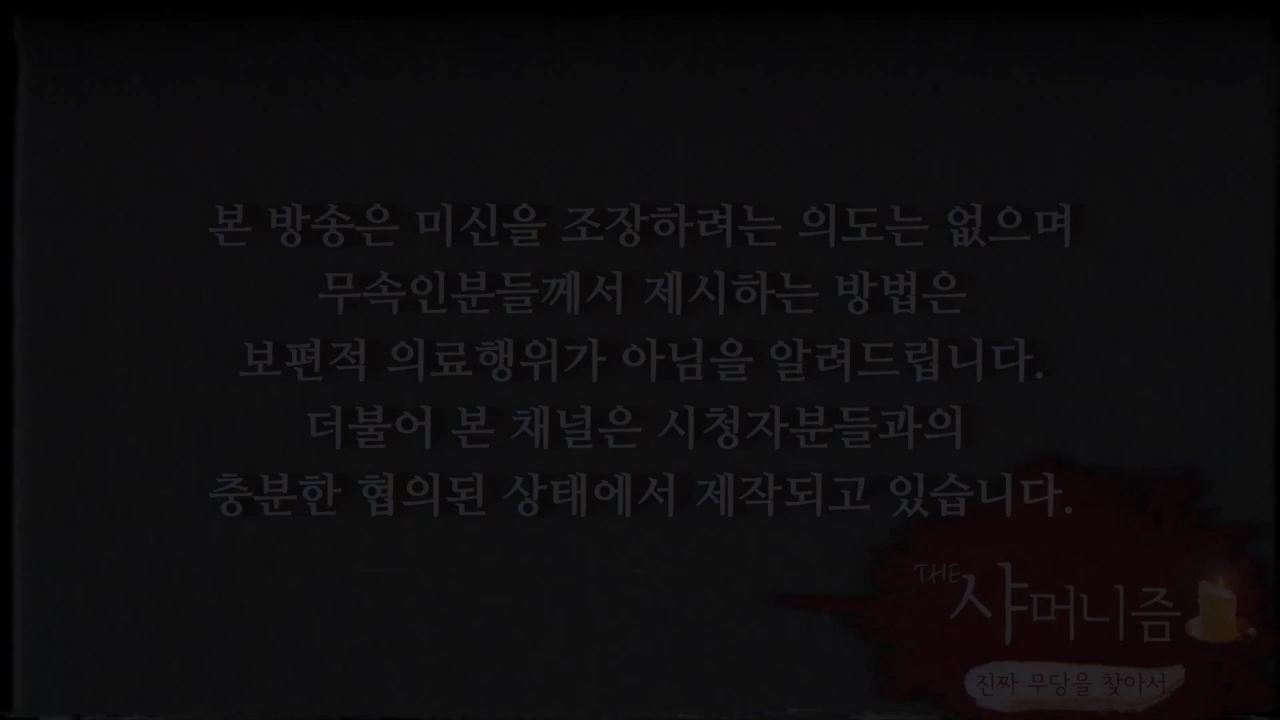 본 방송은 미신을 조장하려는 의도는 없으며
무속인분들께서 제시하는 방법은
보편적 의료행위가 아님을 알려드립니다.
더불어 본 채널은 시청자분들과의
충분한 협의된 상태에서 제작되고 있습니다.
THE 샤머니즘
진짜 무당을 찾아서